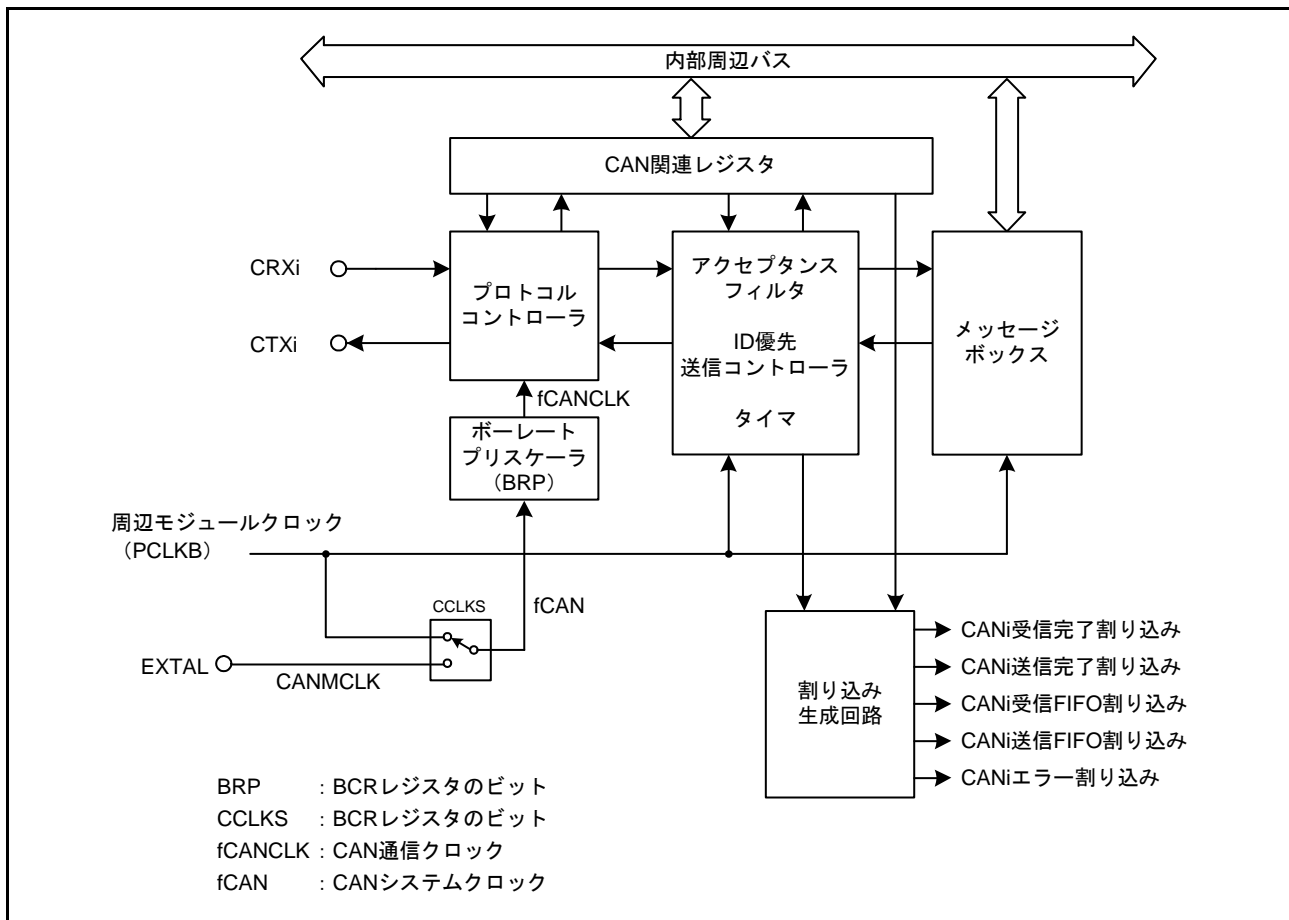 内部周辺バス
CAN関連レジスタ
CRXi
CTXi
プロトコル
コントローラ
アクセプタンス
フィルタ
ID優先
送信コントローラ
タイマ
メッセージ
ボックス
fCANCLK
ボーレート
プリスケーラ
（BRP）
周辺モジュールクロック
（PCLKB）
CCLKS
fCAN
EXTAL
CANMCLK
割り込み
生成回路
CANi受信完了割り込み
CANi送信完了割り込み
CANi受信FIFO割り込み
CANi送信FIFO割り込み
CANiエラー割り込み
BRP : BCRレジスタのビット
CCLKS : BCRレジスタのビット
fCANCLK : CAN通信クロック
fCAN : CANシステムクロック